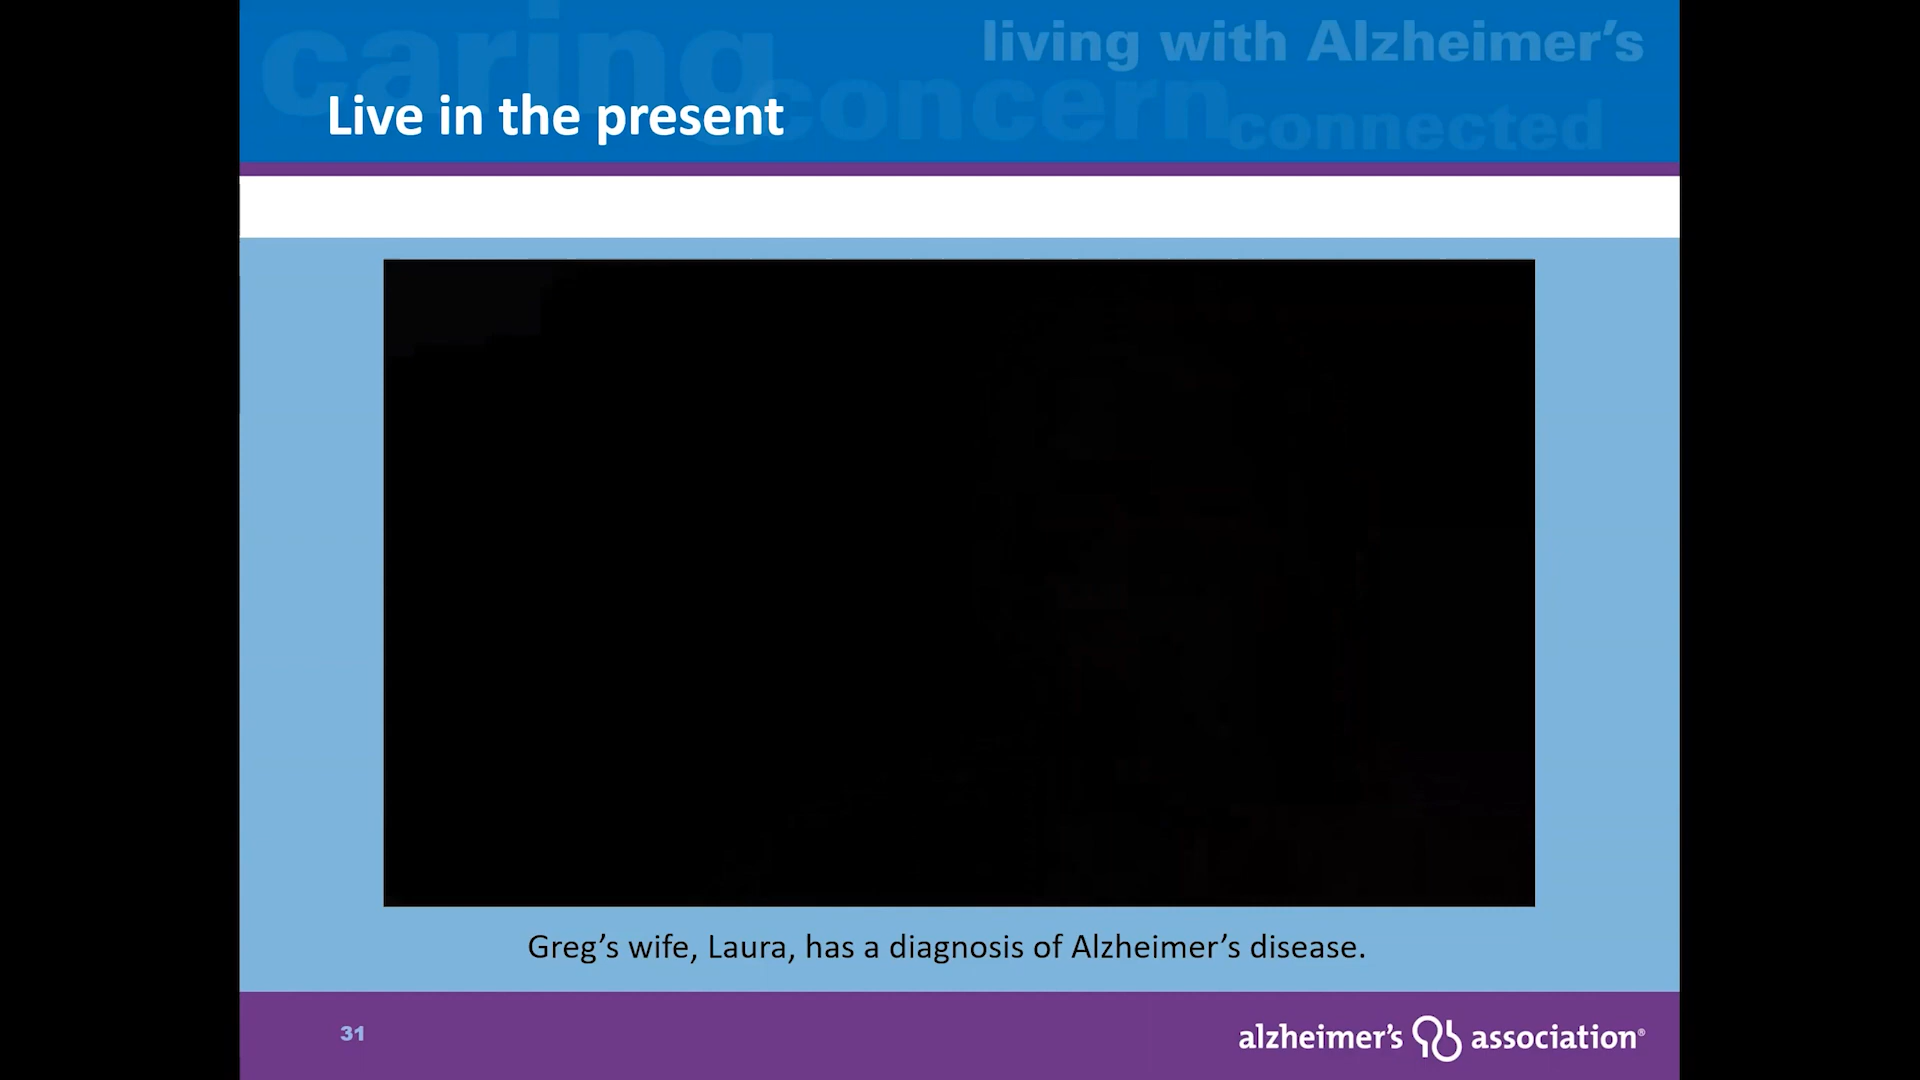 caring
living with Alzheimer's
concern
connected
Live in the present
Greg's wife, Laura, has a diagnosis of Alzheimer's disease.
31
alzheimer's association®